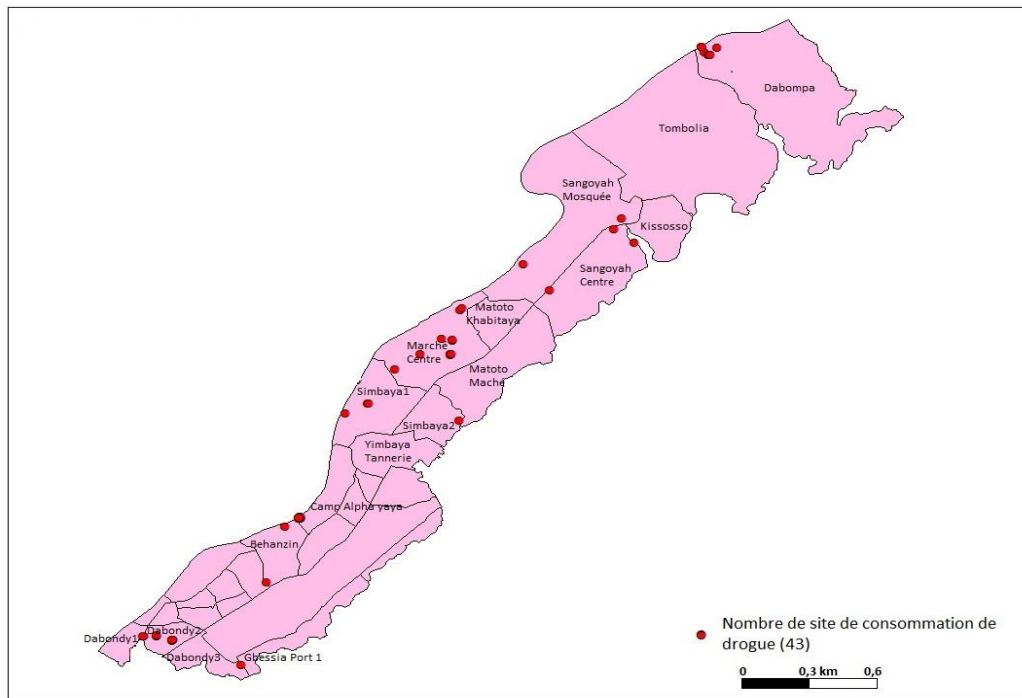 Dabompa
Tombolia
Sangoyah
Mosquée
Kissosso
Sangoyah
Centre
Matoto
Khabitaya
Marche
Centre
Matoto
Mache
Simbaya1
Simbaya2
Yimbaya
Tannerie
Camp Alpha yaya
Behanzin
Dabondy1
Dabondy2
Dabondy3
Gbessia Port 1
Nombre de site de consommation de
drogue (43)
0 0,3 km 0,6